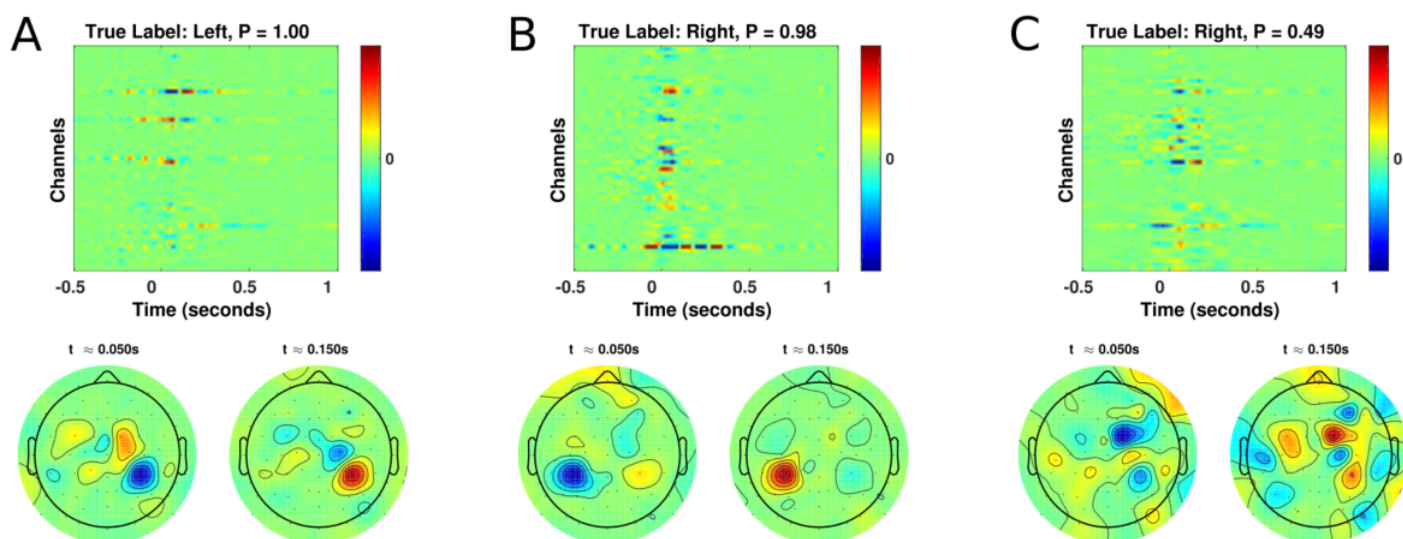 A
True Label: Left, P = 1.00
Channels
0
-0.5 0 0.5 1
Time (seconds)
t ≈ 0.050s
t ≈ 0.150s
B
True Label: Right, P = 0.98
Channels
0
-0.5 0 0.5 1
Time (seconds)
t ≈ 0.050s
t ≈ 0.150s
C
True Label: Right, P = 0.49
Channels
0
-0.5 0 0.5 1
Time (seconds)
t ≈ 0.050s
t ≈ 0.150s